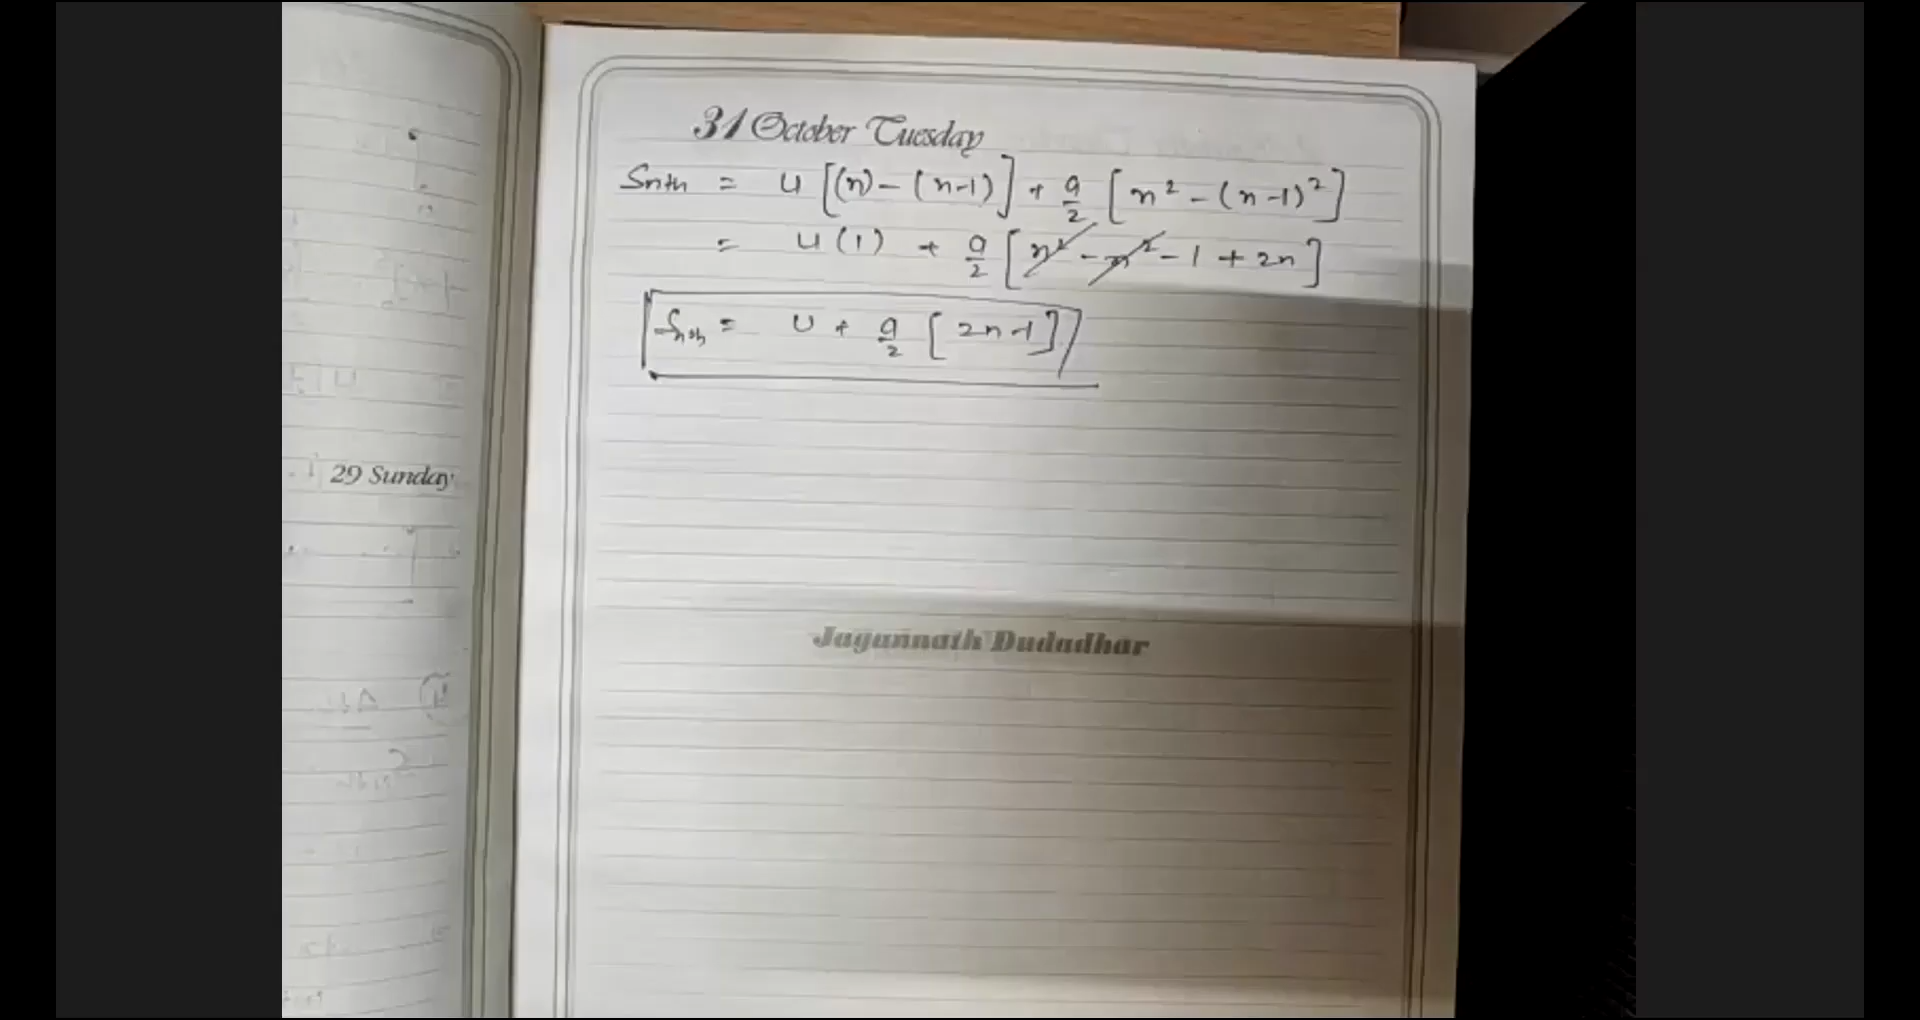 31 October Tuesday
Snth = u [(n) - (n-1)] + a/2 [n² - (n-1)²]
= u (1) + a/2 [n² - n² - 1 + 2n]
Snth = u + a/2 [2n-1]
29 Sunday
Jagannath Dudadhar